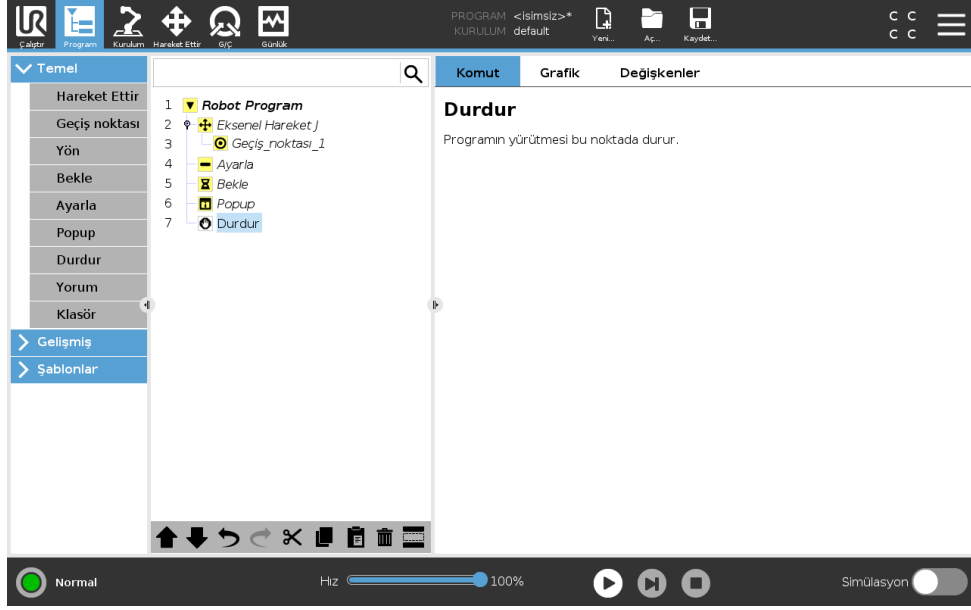 UR
PROGRAM <isimsiz>*
KURULUM default
C C
C C
Çalıştır Program Kurulum Hareket Ettir G/Ç Günlük Yeni... Aç... Kaydet...
Temel
Hareket Ettir
Geçiş noktası
Yön
Bekle
Ayarla
Popup
Durdur
Yorum
Klasör
Gelişmiş
Şablonlar
1 Robot Program
2 Eksenel Hareket J
3 Geçiş_noktası_1
4 Ayarla
5 Bekle
6 Popup
7 Durdur
Komut Grafik Değişkenler
Durdur
Programın yürütmesi bu noktada durur.
Normal Hız 100% Simülasyon